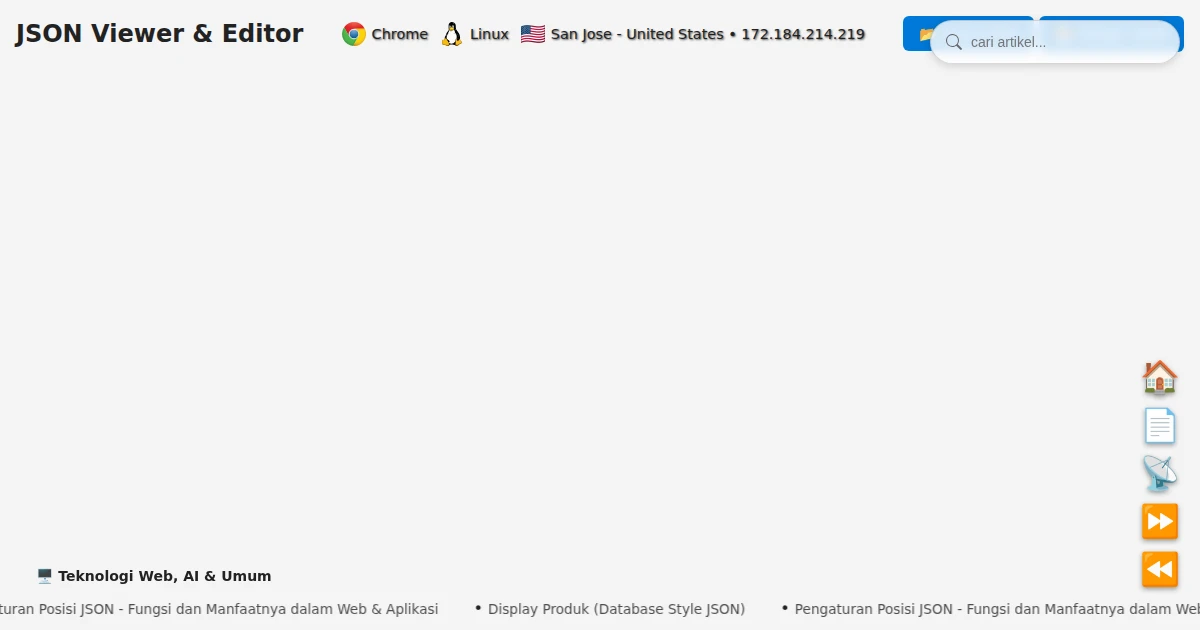 JSON Viewer & Editor
Chrome Linux San Jose - United States • 172.184.214.219
cari artikel...
Teknologi Web, AI & Umum
turan Posisi JSON - Fungsi dan Manfaatnya dalam Web & Aplikasi • Display Produk (Database Style JSON) • Pengaturan Posisi JSON - Fungsi dan Manfaatnya dalam Web